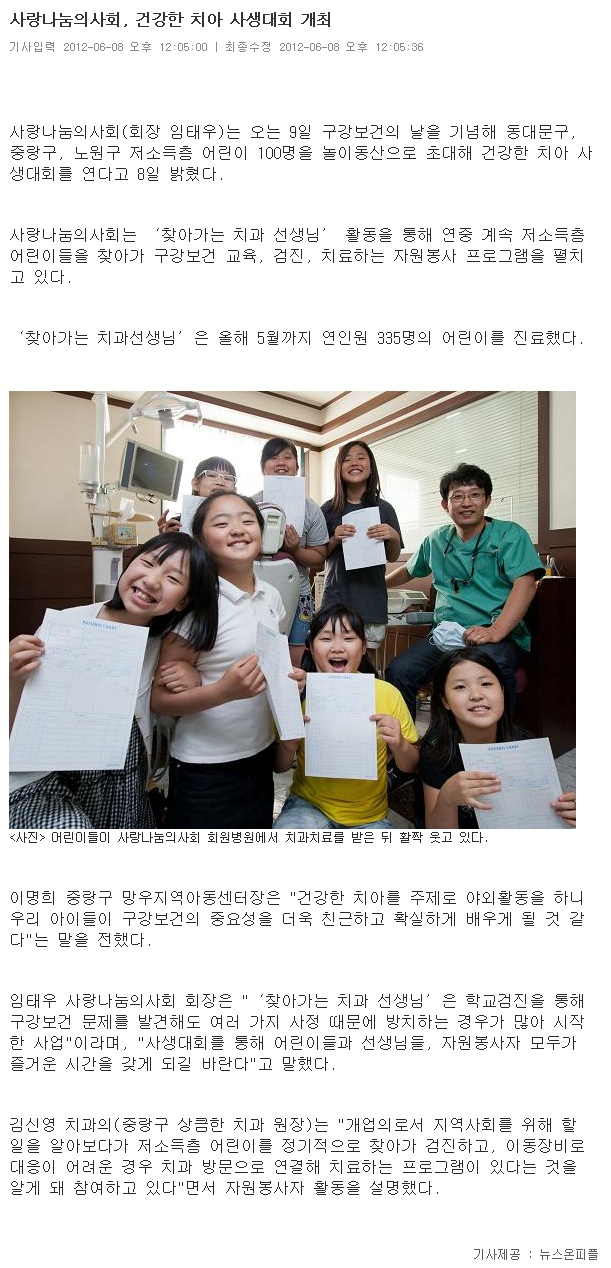 사랑나눔의사회, 건강한 치아 사생대회 개최
기사입력 2012-06-08 오후 12:05:00 | 최종수정 2012-06-08 오후 12:05:36
사랑나눔의사회(회장 임태우)는 오는 9일 구강보건의 날을 기념해 동대문구,
중랑구, 노원구 저소득층 어린이 100명을 놀이동산으로 초대해 건강한 치아 사
생대회를 연다고 8일 밝혔다.
사랑나눔의사회는 ‘찾아가는 치과 선생님’ 활동을 통해 연중 계속 저소득층
어린이들을 찾아가 구강보건 교육, 검진, 치료하는 자원봉사 프로그램을 펼치
고 있다.
‘찾아가는 치과선생님’은 올해 5월까지 연인원 335명의 어린이를 진료했다.
PATIENT CHART
PATIENT CHART
<사진> 어린이들이 사랑나눔의사회 회원병원에서 치과치료를 받은 뒤 활짝 웃고 있다.
이명희 중랑구 망우지역아동센터장은 "건강한 치아를 주제로 야외활동을 하니
우리 아이들이 구강보건의 중요성을 더욱 친근하고 확실하게 배우게 될 것 같
다"는 말을 전했다.
임태우 사랑나눔의사회 회장은 "‘찾아가는 치과 선생님’은 학교검진을 통해
구강보건 문제를 발견해도 여러 가지 사정 때문에 방치하는 경우가 많아 시작
한 사업"이라며, "사생대회를 통해 어린이들과 선생님들, 자원봉사자 모두가
즐거운 시간을 갖게 되길 바란다"고 말했다.
김신영 치과의(중랑구 상큼한 치과 원장)는 "개업의로서 지역사회를 위해 할
일을 알아보다가 저소득층 어린이를 정기적으로 찾아가 검진하고, 이동장비로
대응이 어려운 경우 치과 방문으로 연결해 치료하는 프로그램이 있다는 것을
알게 돼 참여하고 있다"면서 자원봉사자 활동을 설명했다.
기사제공 : 뉴스온피플